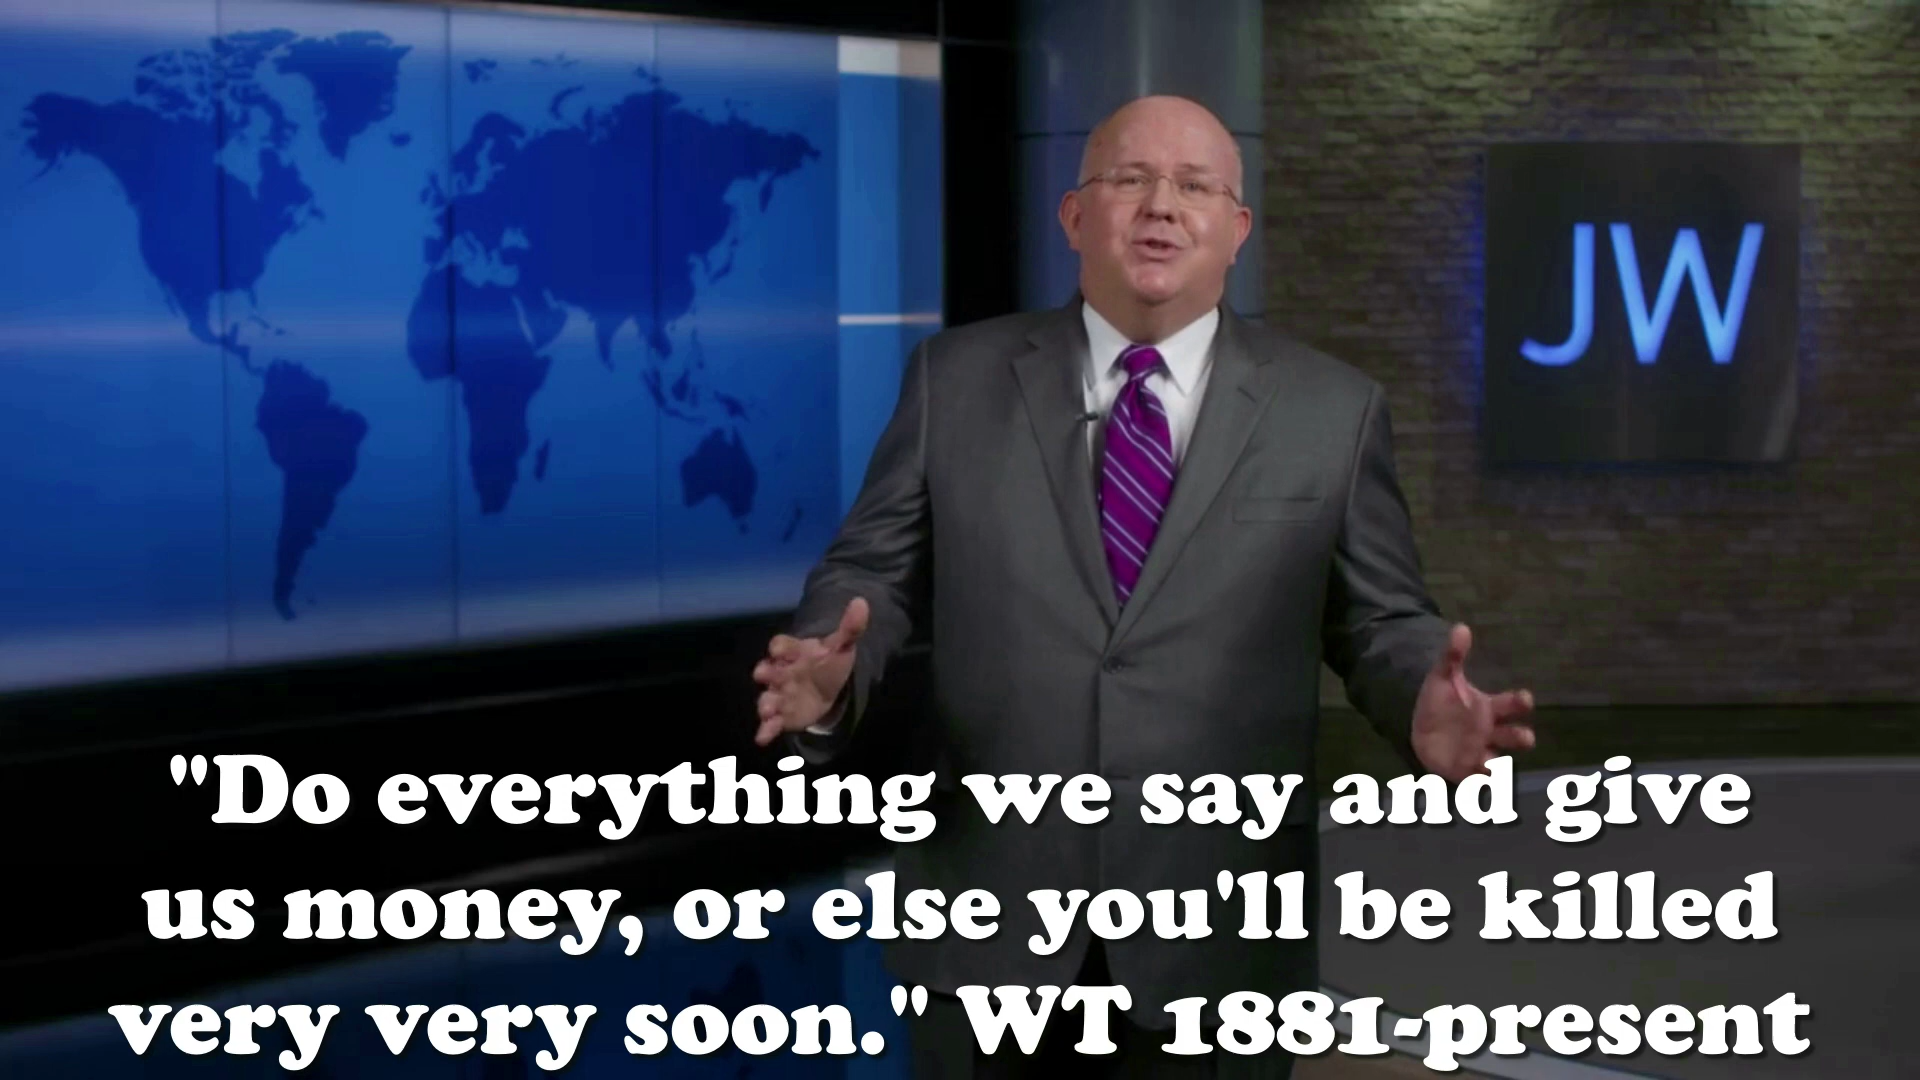 JW
"Do everything we say and give
us money, or else you'll be killed
very very soon." WT 1881-present